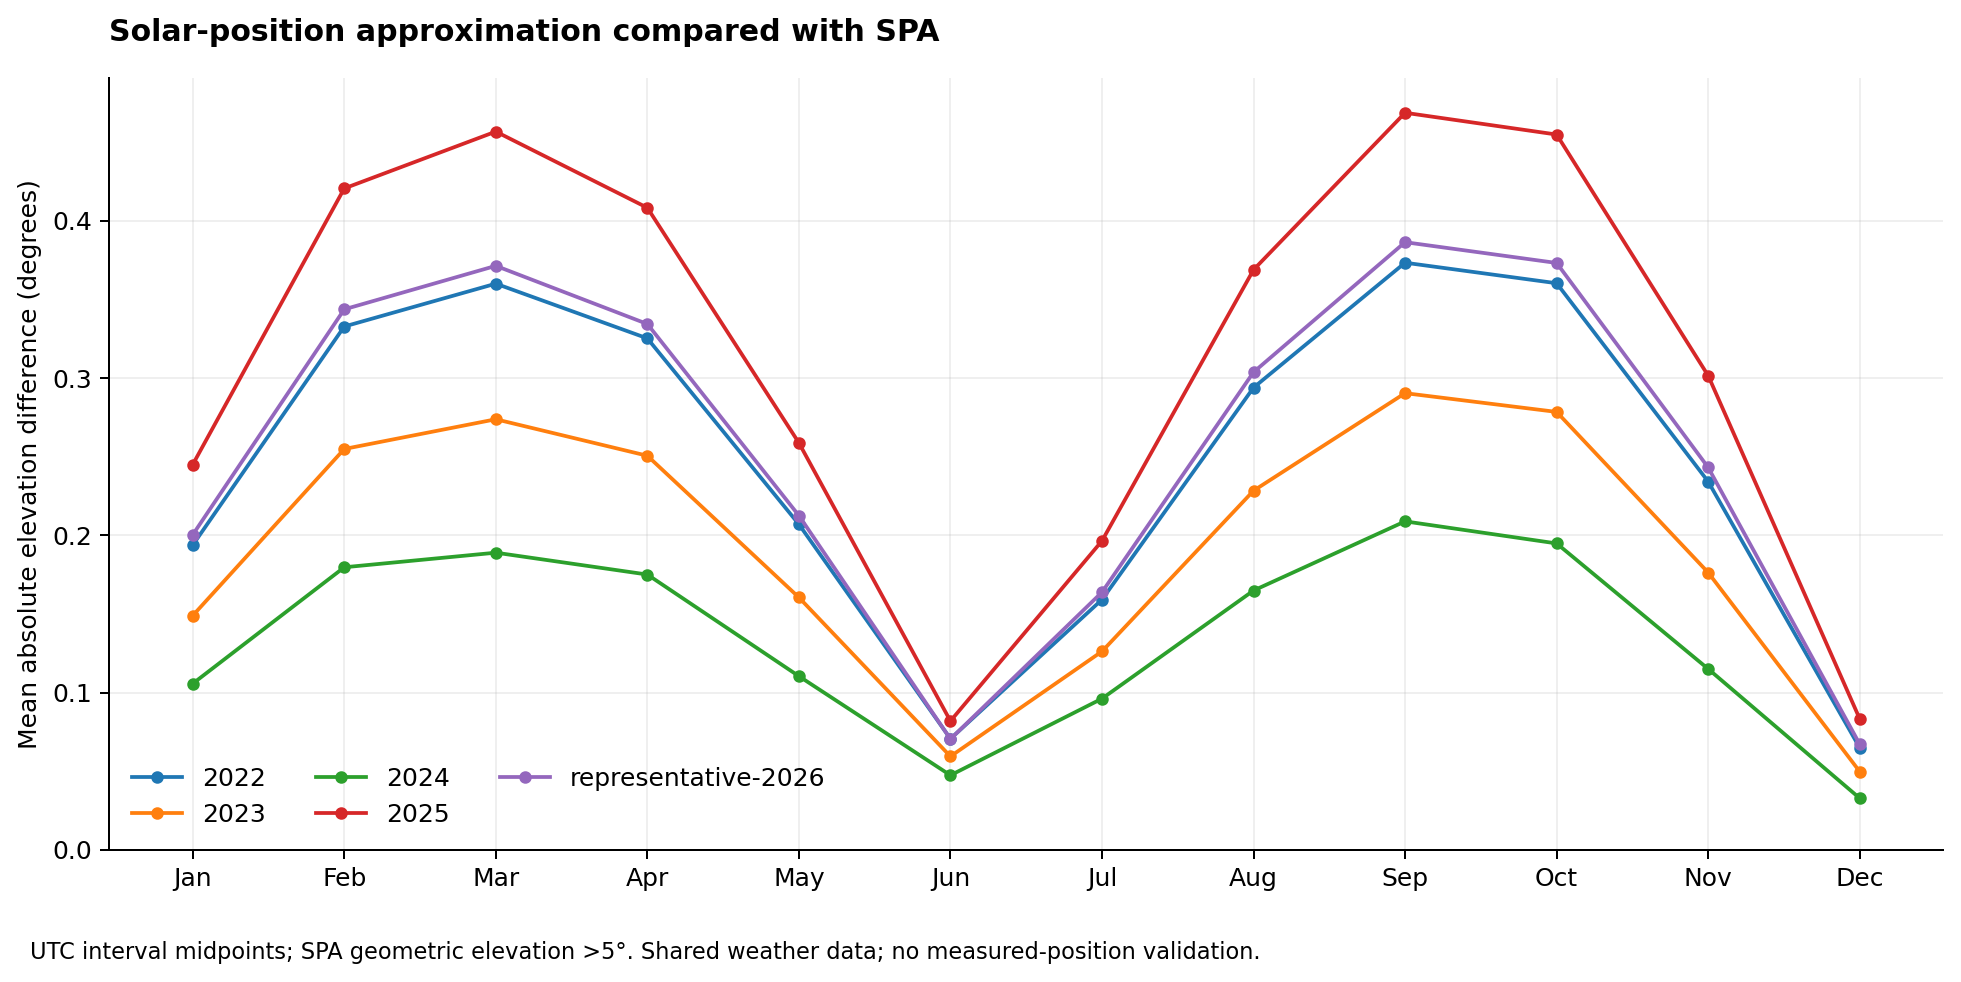 Solar-position approximation compared with SPA
Mean absolute elevation difference (degrees)
0.4
0.3
0.2
0.1
0.0
2022
2024
representative-2026
2023
2025
Jan Feb Mar Apr May Jun Jul Aug Sep Oct Nov Dec
UTC interval midpoints; SPA geometric elevation >5°. Shared weather data; no measured-position validation.